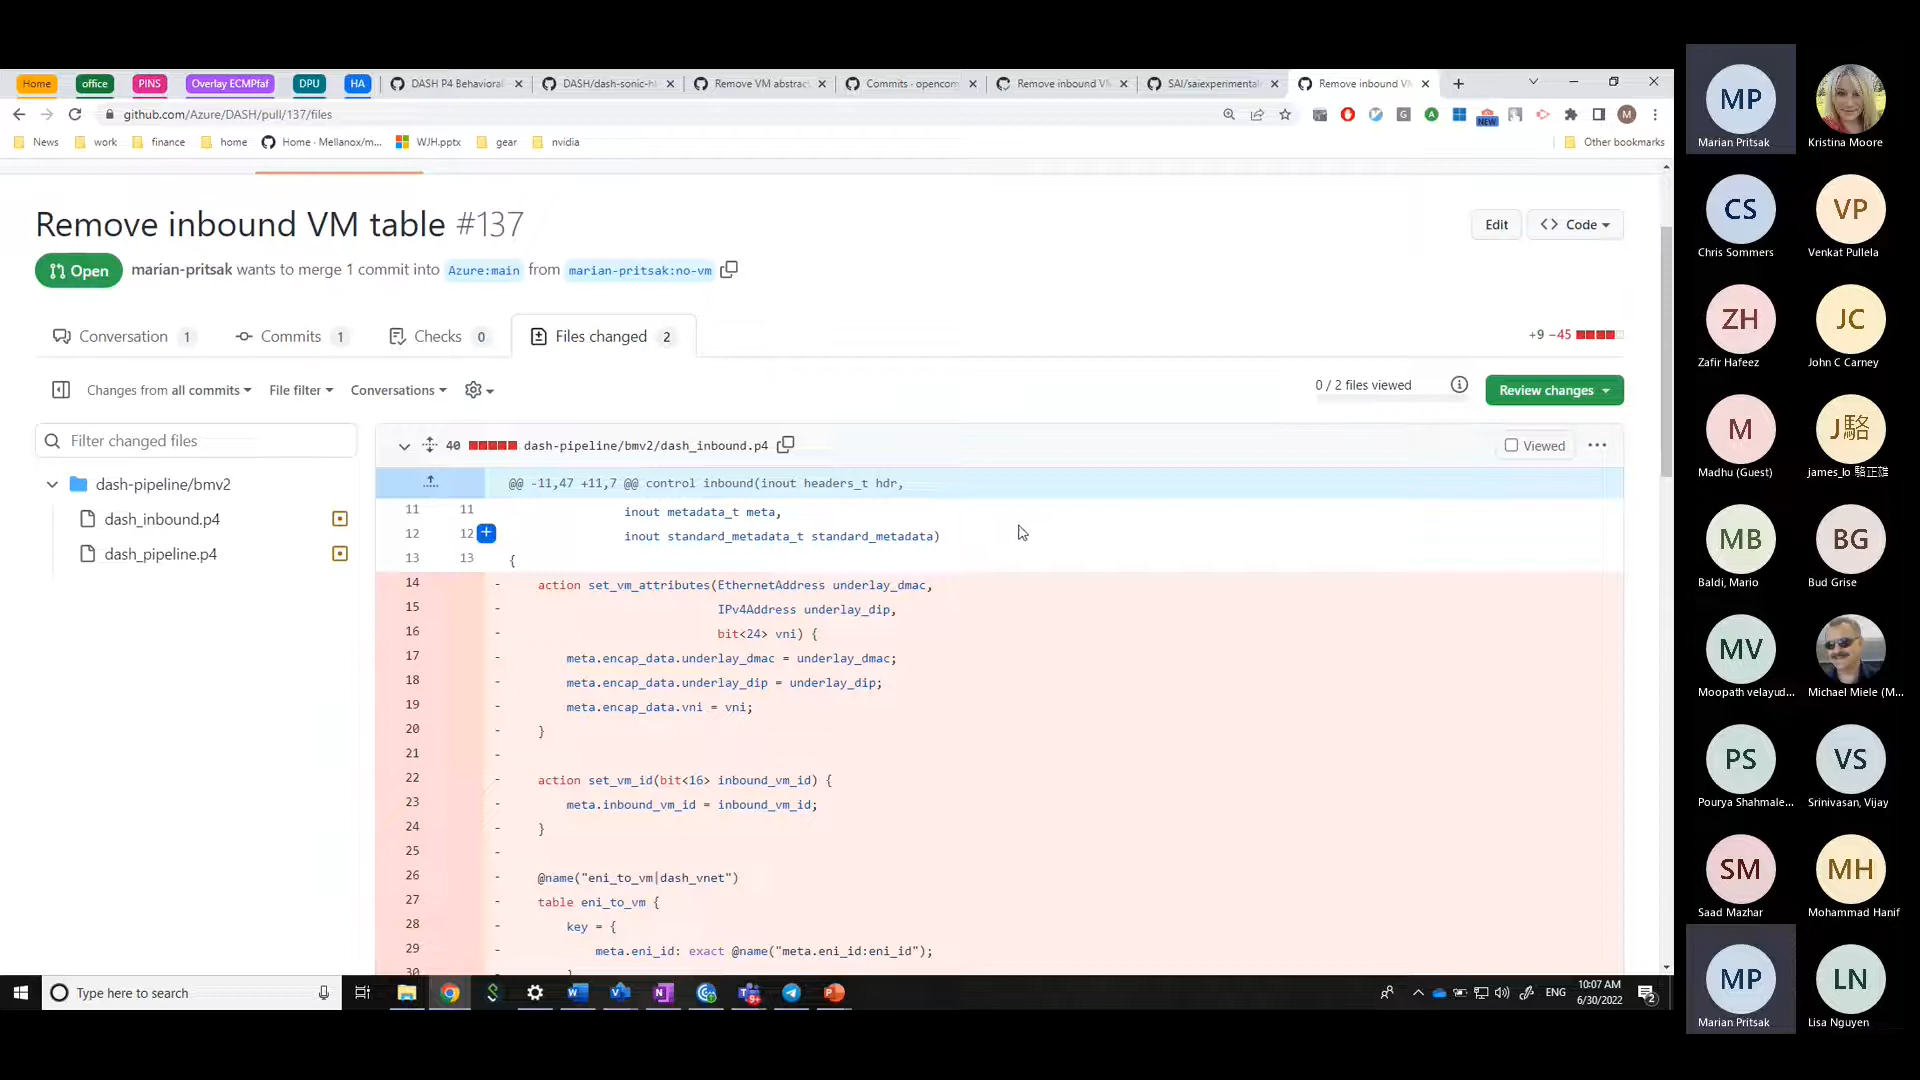 Home
office
PINS
Overlay ECMPfaf
DPU
HA
DASH P4 Behavioral
DASH/dash-sonic-h
Remove VM abstrac
Commits · opencom
Remove inbound VM
SAI/saiexperimental
Remove inbound VM
github.com/Azure/DASH/pull/137/files
NEW
M
News
work
finance
home
Home · Mellanox/m...
WJH.pptx
gear
nvidia
Other bookmarks
Remove inbound VM table #137
Edit
<> Code
Open
marian-pritsak wants to merge 1 commit into Azure:main from marian-pritsak:no-vm
Conversation 1
Commits 1
Checks 0
Files changed 2
+9 −45
Changes from all commits
File filter
Conversations
0 / 2 files viewed
Review changes
Filter changed files
dash-pipeline/bmv2
dash_inbound.p4
dash_pipeline.p4
40 dash-pipeline/bmv2/dash_inbound.p4
Viewed
@@ -11,47 +11,7 @@ control inbound(inout headers_t hdr,
11 11 inout metadata_t meta,
12 12 + inout standard_metadata_t standard_metadata)
13 13 {
14 - action set_vm_attributes(EthernetAddress underlay_dmac,
15 - IPv4Address underlay_dip,
16 - bit<24> vni) {
17 - meta.encap_data.underlay_dmac = underlay_dmac;
18 - meta.encap_data.underlay_dip = underlay_dip;
19 - meta.encap_data.vni = vni;
20 - }
21 -
22 - action set_vm_id(bit<16> inbound_vm_id) {
23 - meta.inbound_vm_id = inbound_vm_id;
24 - }
25 -
26 - @name("eni_to_vm|dash_vnet")
27 - table eni_to_vm {
28 - key = {
29 - meta.eni_id: exact @name("meta.eni_id:eni_id");
30 - }
Type here to search
ENG
10:07 AM
6/30/2022
2
MP
Marian Pritsak
Kristina Moore
CS
Chris Sommers
VP
Venkat Pullela
ZH
Zafir Hafeez
JC
John C Carney
M
Madhu (Guest)
J駱
james_lo 駱正雄
MB
Baldi, Mario
BG
Bud Grise
MV
Moopath velayud...
Michael Miele (M...
PS
Pourya Shahmale...
VS
Srinivasan, Vijay
SM
Saad Mazhar
MH
Mohammad Hanif
MP
Marian Pritsak
LN
Lisa Nguyen